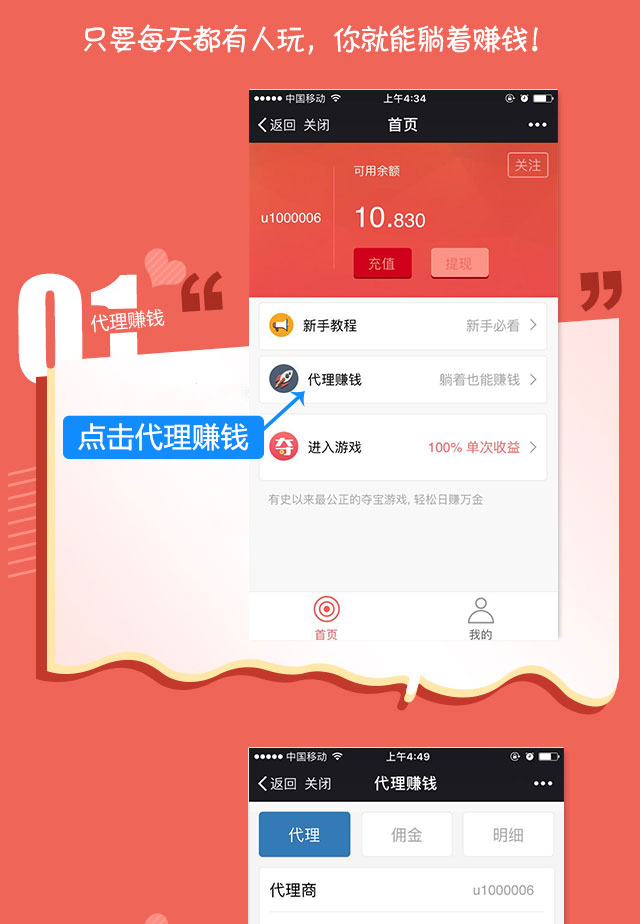 只要每天都有人玩，你就能躺着赚钱！
中国移动 上午4:34
返回 关闭 首页
可用余额 关注
u1000006 10.830
充值 提现
01 代理赚钱
新手教程 新手必看
代理赚钱 躺着也能赚钱
点击代理赚钱
夺 进入游戏 100% 单次收益
有史以来最公正的夺宝游戏, 轻松日赚万金
首页 我的
中国移动 上午4:49
返回 关闭 代理赚钱
代理 佣金 明细
代理商 u1000006